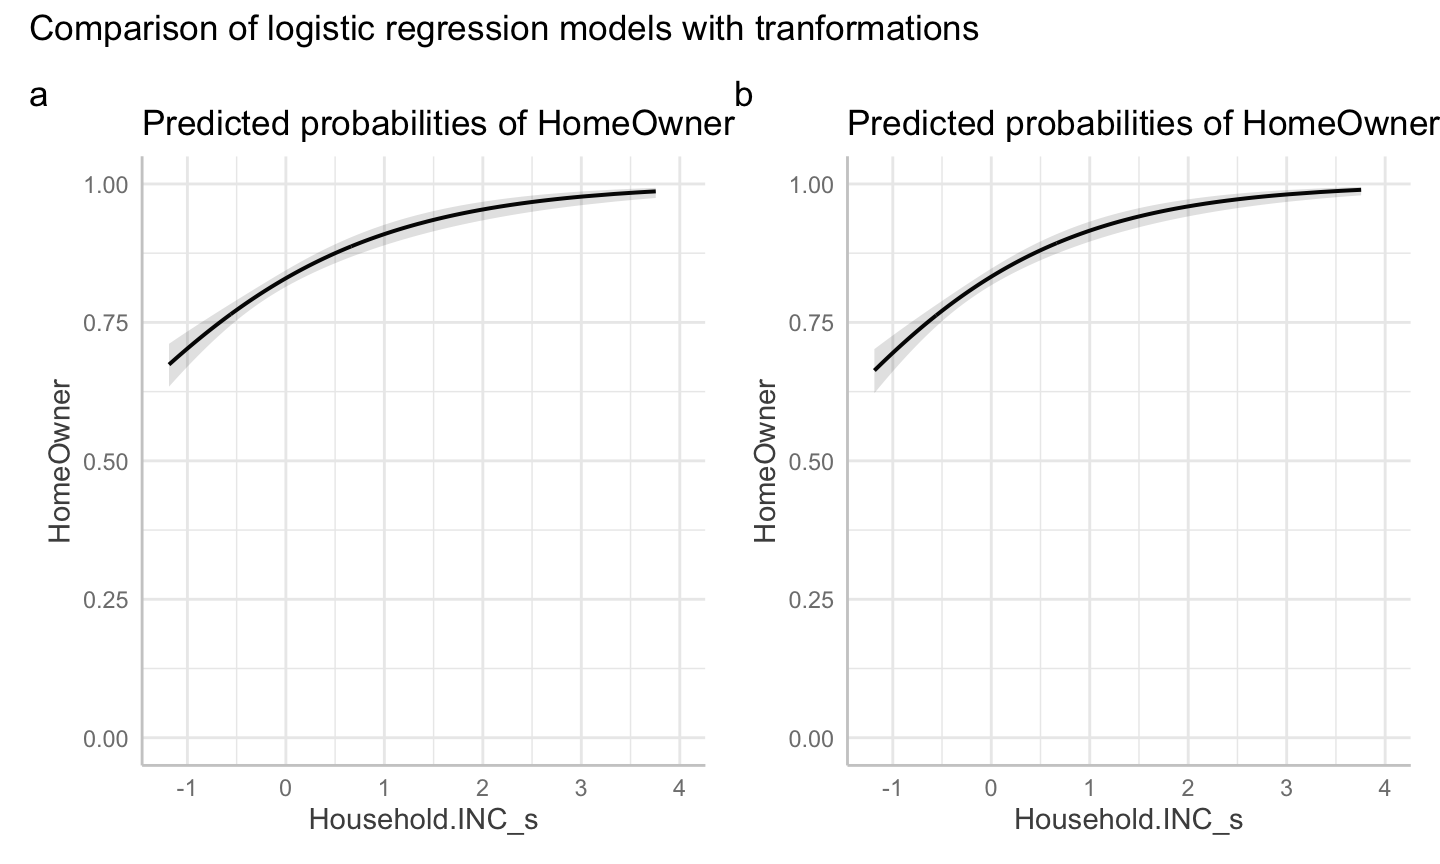 Comparison of logistic regression models with tranformations
a
Predicted probabilities of HomeOwner
1.00
0.75
0.50
0.25
0.00
HomeOwner
-1 0 1 2 3 4
Household.INC_s
b
Predicted probabilities of HomeOwner
1.00
0.75
0.50
0.25
0.00
HomeOwner
-1 0 1 2 3 4
Household.INC_s